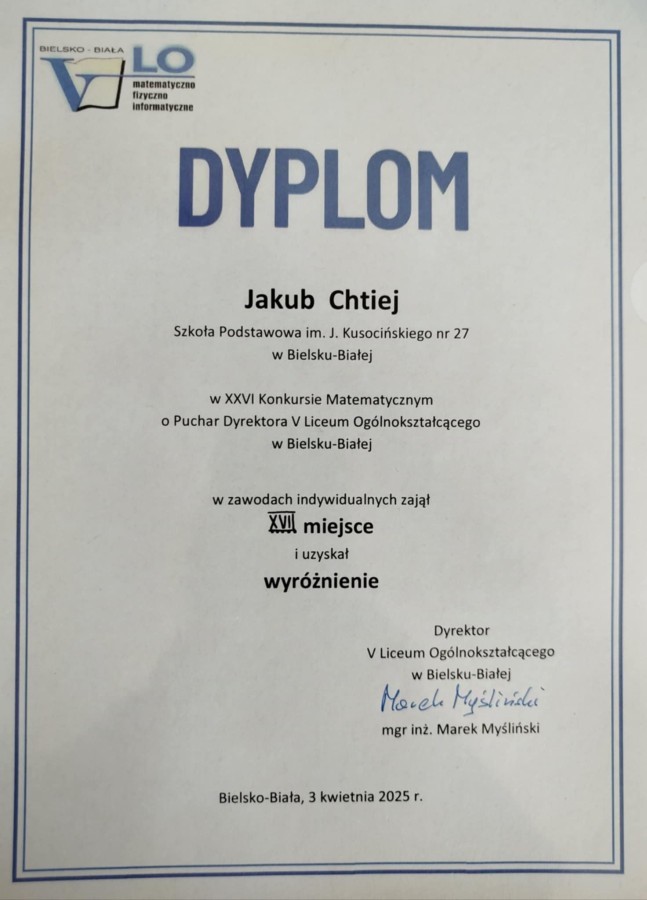 BIELSKO - BIAŁA
V LO
matematyczno
fizyczno
informatyczne
DYPLOM
Jakub Chtiej
Szkoła Podstawowa im. J. Kusocińskiego nr 27
w Bielsku-Białej
w XXVI Konkursie Matematycznym
o Puchar Dyrektora V Liceum Ogólnokształcącego
w Bielsku-Białej
w zawodach indywidualnych zajął
XVII miejsce
i uzyskał
wyróżnienie
Dyrektor
V Liceum Ogólnokształcącego
w Bielsku-Białej
Marek Myśliński
mgr inż. Marek Myśliński
Bielsko-Biała, 3 kwietnia 2025 r.